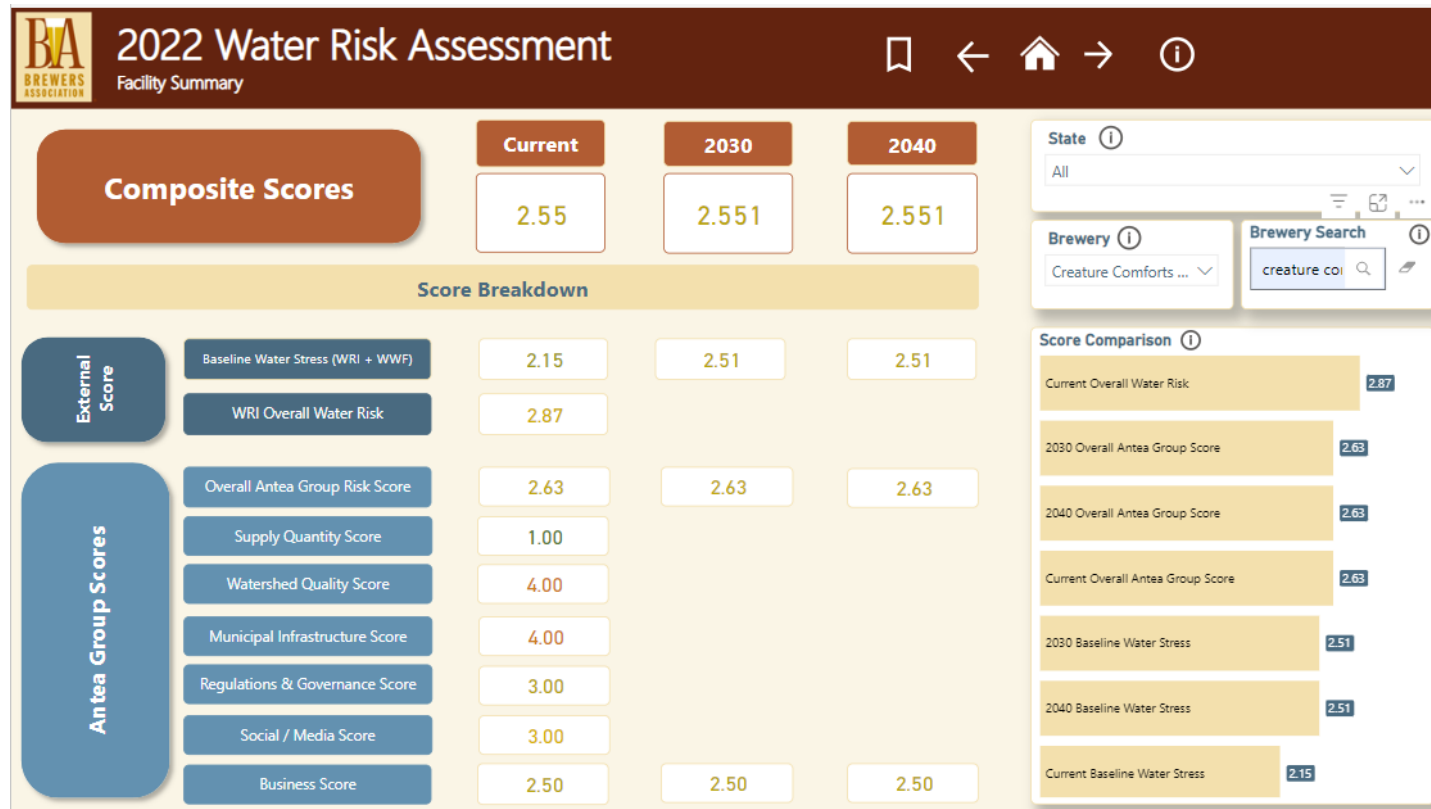 BA
BREWERS
ASSOCIATION
2022 Water Risk Assessment
Facility Summary
Composite Scores
Current 2030 2040
2.55 2.551 2.551
Score Breakdown
External
Score
Baseline Water Stress (WRI + WWF) 2.15 2.51 2.51
WRI Overall Water Risk 2.87
Antea Group Scores
Overall Antea Group Risk Score 2.63 2.63 2.63
Supply Quantity Score 1.00
Watershed Quality Score 4.00
Municipal Infrastructure Score 4.00
Regulations & Governance Score 3.00
Social / Media Score 3.00
Business Score 2.50 2.50 2.50
State
All
Brewery
Creature Comforts ...
Brewery Search
creature co
Score Comparison
Current Overall Water Risk 2.87
2030 Overall Antea Group Score 2.63
2040 Overall Antea Group Score 2.63
Current Overall Antea Group Score 2.63
2030 Baseline Water Stress 2.51
2040 Baseline Water Stress 2.51
Current Baseline Water Stress 2.15